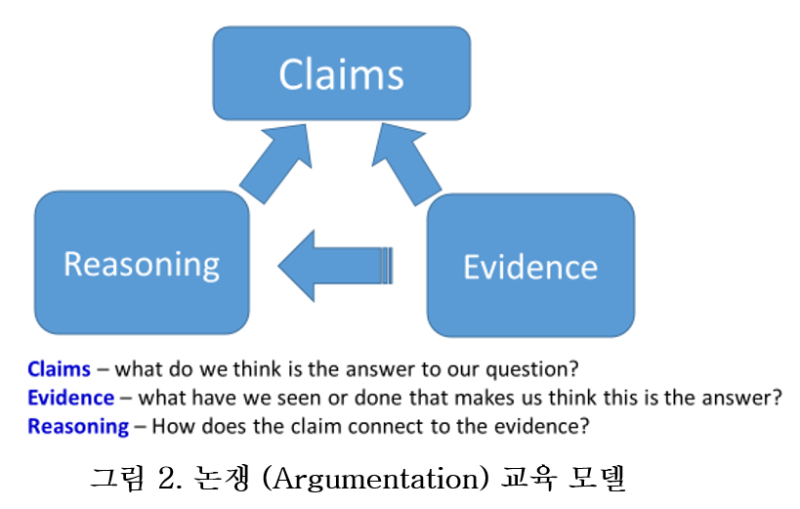 Claims
Reasoning
Evidence
Claims – what do we think is the answer to our question?
Evidence – what have we seen or done that makes us think this is the answer?
Reasoning – How does the claim connect to the evidence?
그림 2. 논쟁 (Argumentation) 교육 모델